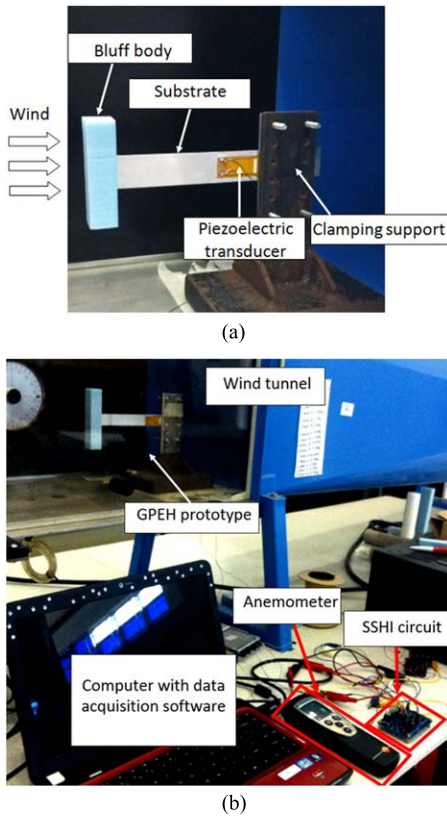 Bluff body
Substrate
Wind
Piezoelectric
transducer
Clamping support
(a)
Wind tunnel
GPEH prototype
Anemometer
SSHI circuit
Computer with data
acquisition software
(b)